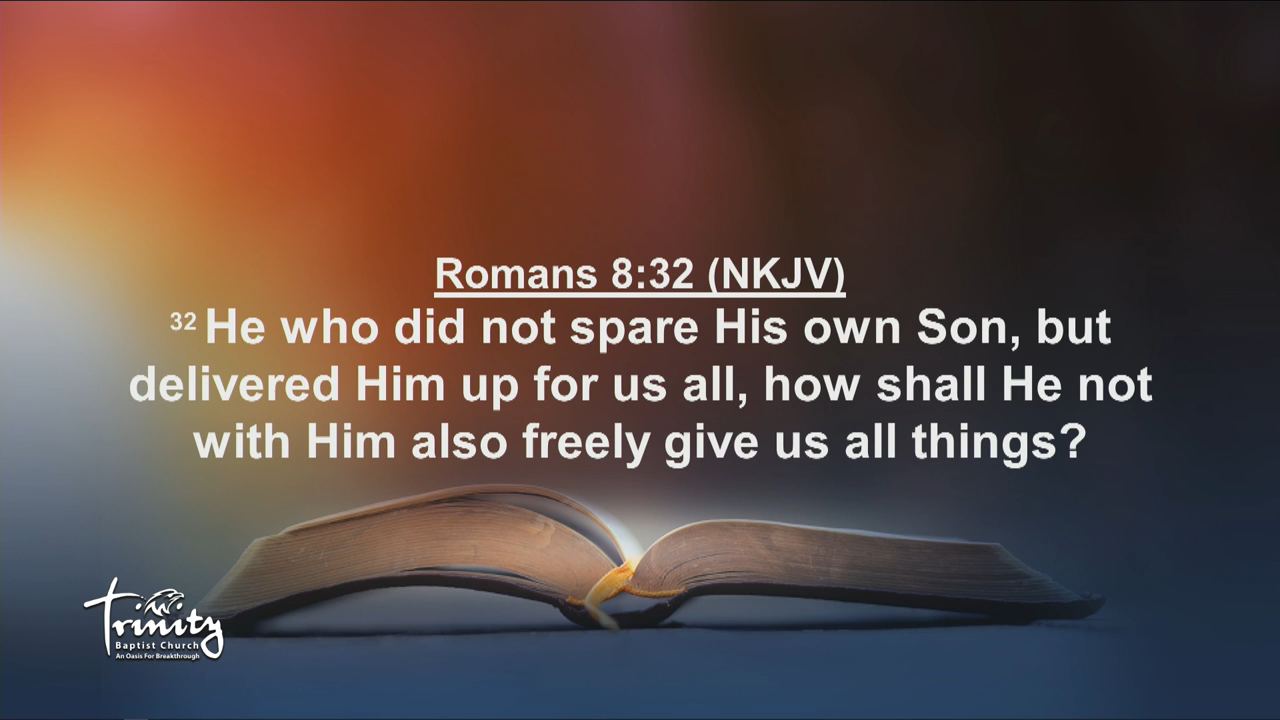 Romans 8:32 (NKJV)
32 He who did not spare His own Son, but
delivered Him up for us all, how shall He not
with Him also freely give us all things?
Trinity
Baptist Church
An Oasis For Breakthrough